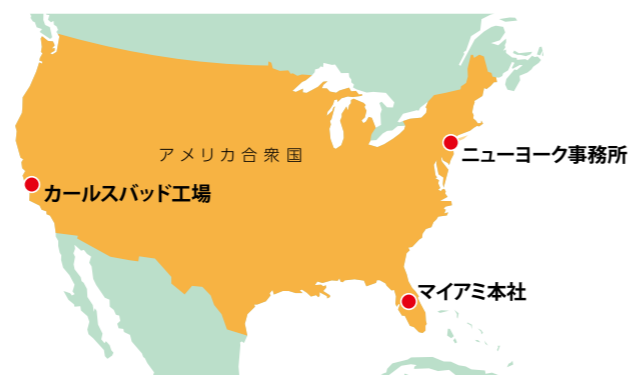 アメリカ合衆国
ニューヨーク事務所
カールスバッド工場
マイアミ本社